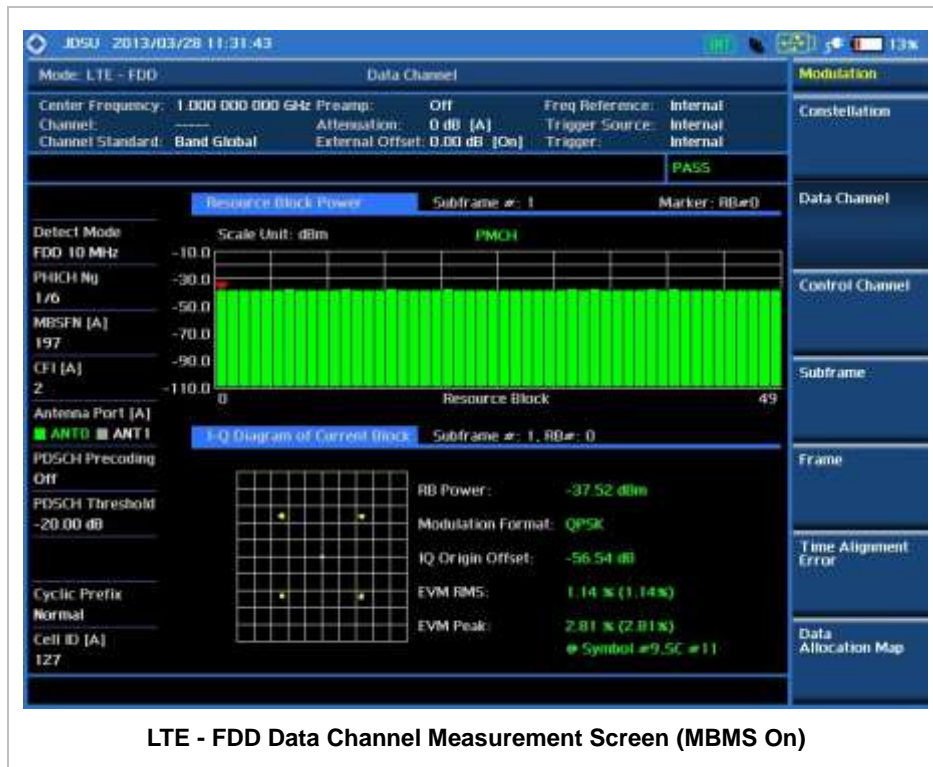 JDSU 2013/03/28 11:31:43
INT
13%
Mode: LTE - FDD
Data Channel
Modulation
Center Frequency: 1.000 000 000 GHz Preamp: Off Freq Reference: Internal
Channel: ----- Attenuation: 0 dB [A] Trigger Source: Internal
Channel Standard: Band Global External Offset: 0.00 dB [On] Trigger: Internal
PASS
Resource Block Power Subframe #: 1 Marker: RB#0
Scale Unit: dBm PMCH
Detect Mode
FDD 10 MHz
PHICH Ng
1/6
MBSFN [A]
197
CFI [A]
2
Antenna Port [A]
ANT0 ANT1
PDSCH Precoding
Off
PDSCH Threshold
-20.00 dB
Cyclic Prefix
Normal
Cell ID [A]
127
-10.0
-30.0
-50.0
-70.0
-90.0
-110.0
0 Resource Block 49
I-Q Diagram of Current Block Subframe #: 1, RB#: 0
RB Power: -37.52 dBm
Modulation Format: QPSK
IQ Origin Offset: -56.54 dB
EVM RMS: 1.14 % (1.14%)
EVM Peak: 2.81 % (2.81%)
@ Symbol #9,SC #11
Constellation
Data Channel
Control Channel
Subframe
Frame
Time Alignment
Error
Data
Allocation Map
LTE - FDD Data Channel Measurement Screen (MBMS On)